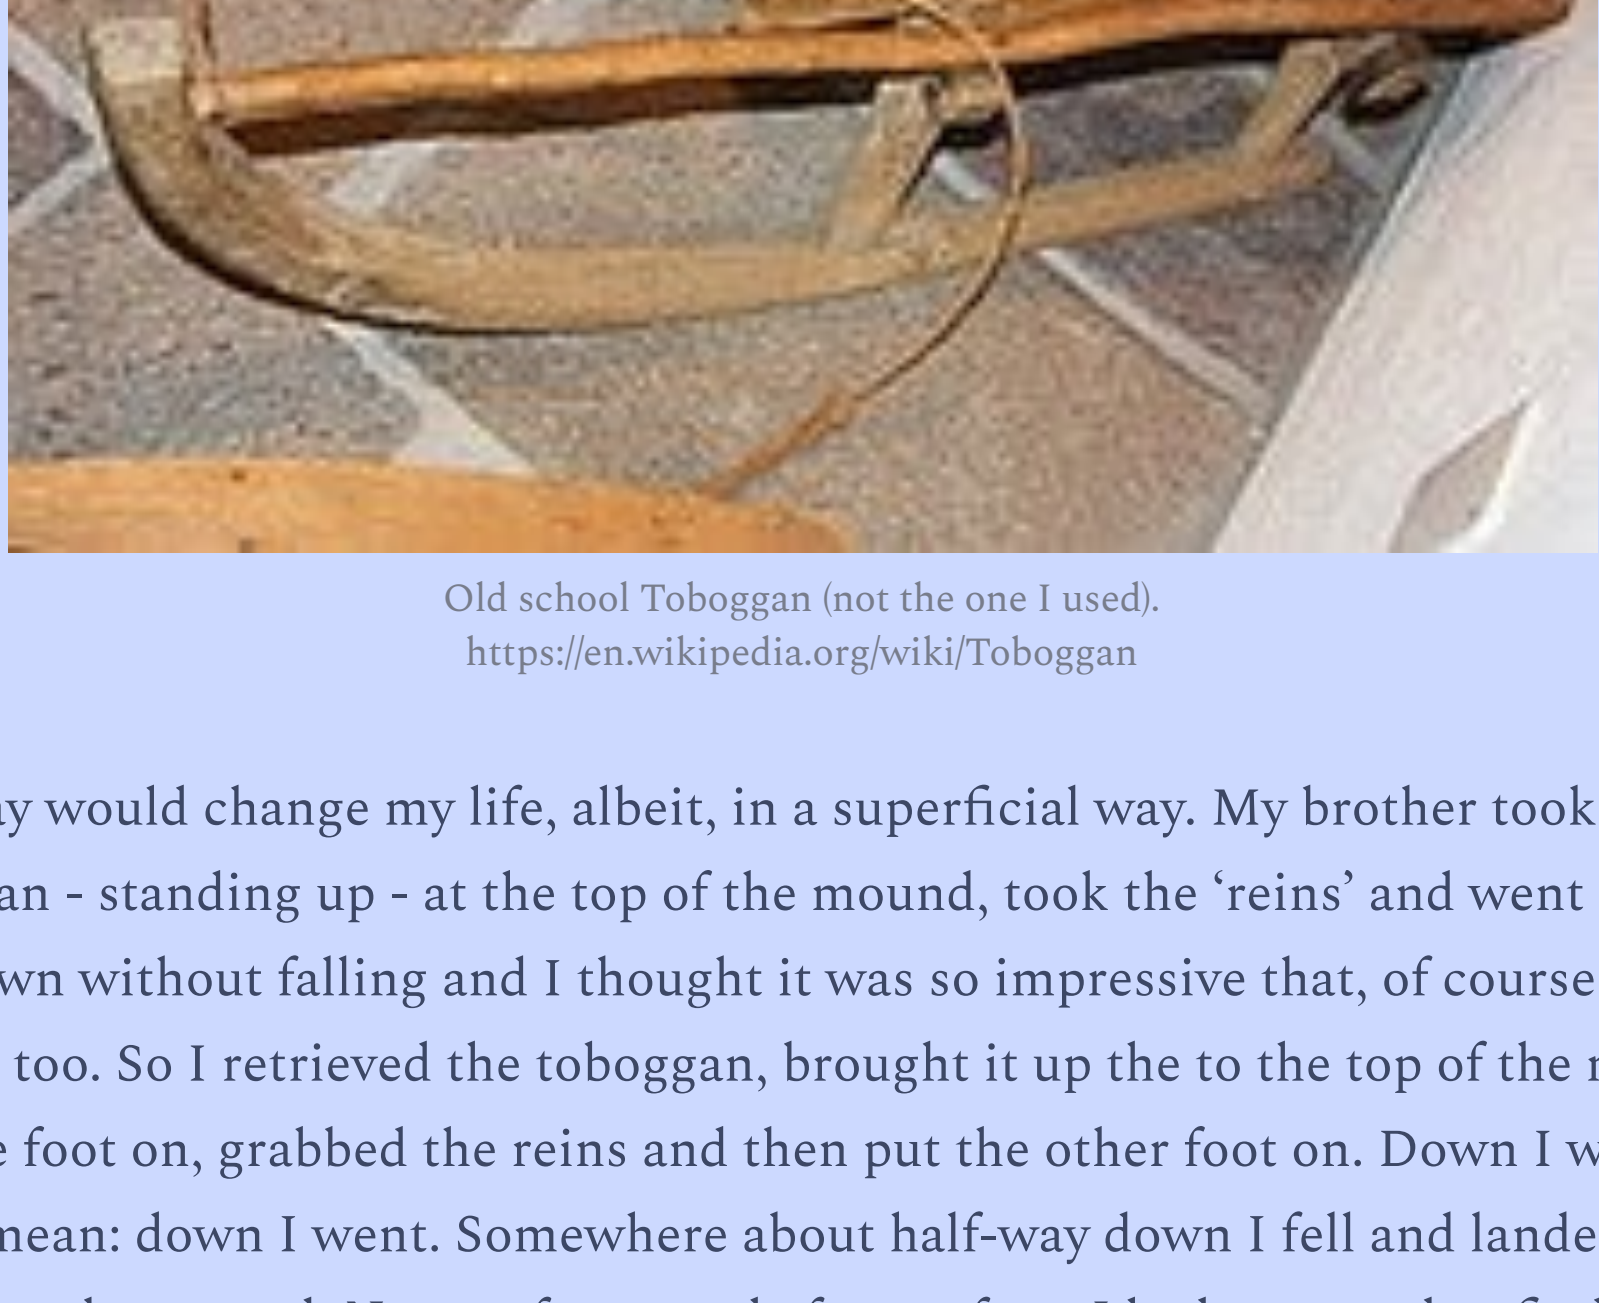 Old school Toboggan (not the one I used).
https://en.wikipedia.org/wiki/Toboggan
would change my life, albeit, in a superficial way. My brother took
- standing up - at the top of the mound, took the ‘reins’ and went
without falling and I thought it was so impressive that, of course
too. So I retrieved the toboggan, brought it up the to the top of the
foot on, grabbed the reins and then put the other foot on. Down I
mean: down I went. Somewhere about half-way down I fell and